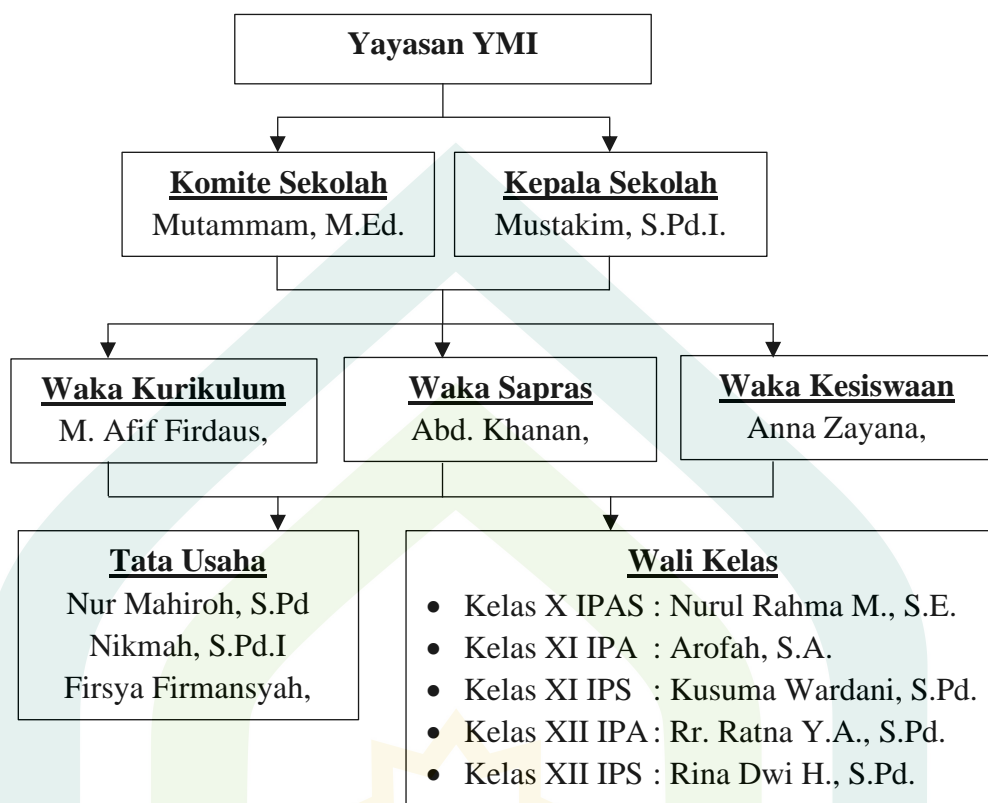 Yayasan YMI
Komite Sekolah
Mutammam, M.Ed.
Kepala Sekolah
Mustakim, S.Pd.I.
Waka Kurikulum
M. Afif Firdaus,
Waka Sapras
Abd. Khanan,
Waka Kesiswaan
Anna Zayana,
Tata Usaha
Nur Mahiroh, S.Pd
Nikmah, S.Pd.I
Firsya Firmansyah,
Wali Kelas
• Kelas X IPAS : Nurul Rahma M., S.E.
• Kelas XI IPA : Arofah, S.A.
• Kelas XI IPS : Kusuma Wardani, S.Pd.
• Kelas XII IPA : Rr. Ratna Y.A., S.Pd.
• Kelas XII IPS : Rina Dwi H., S.Pd.